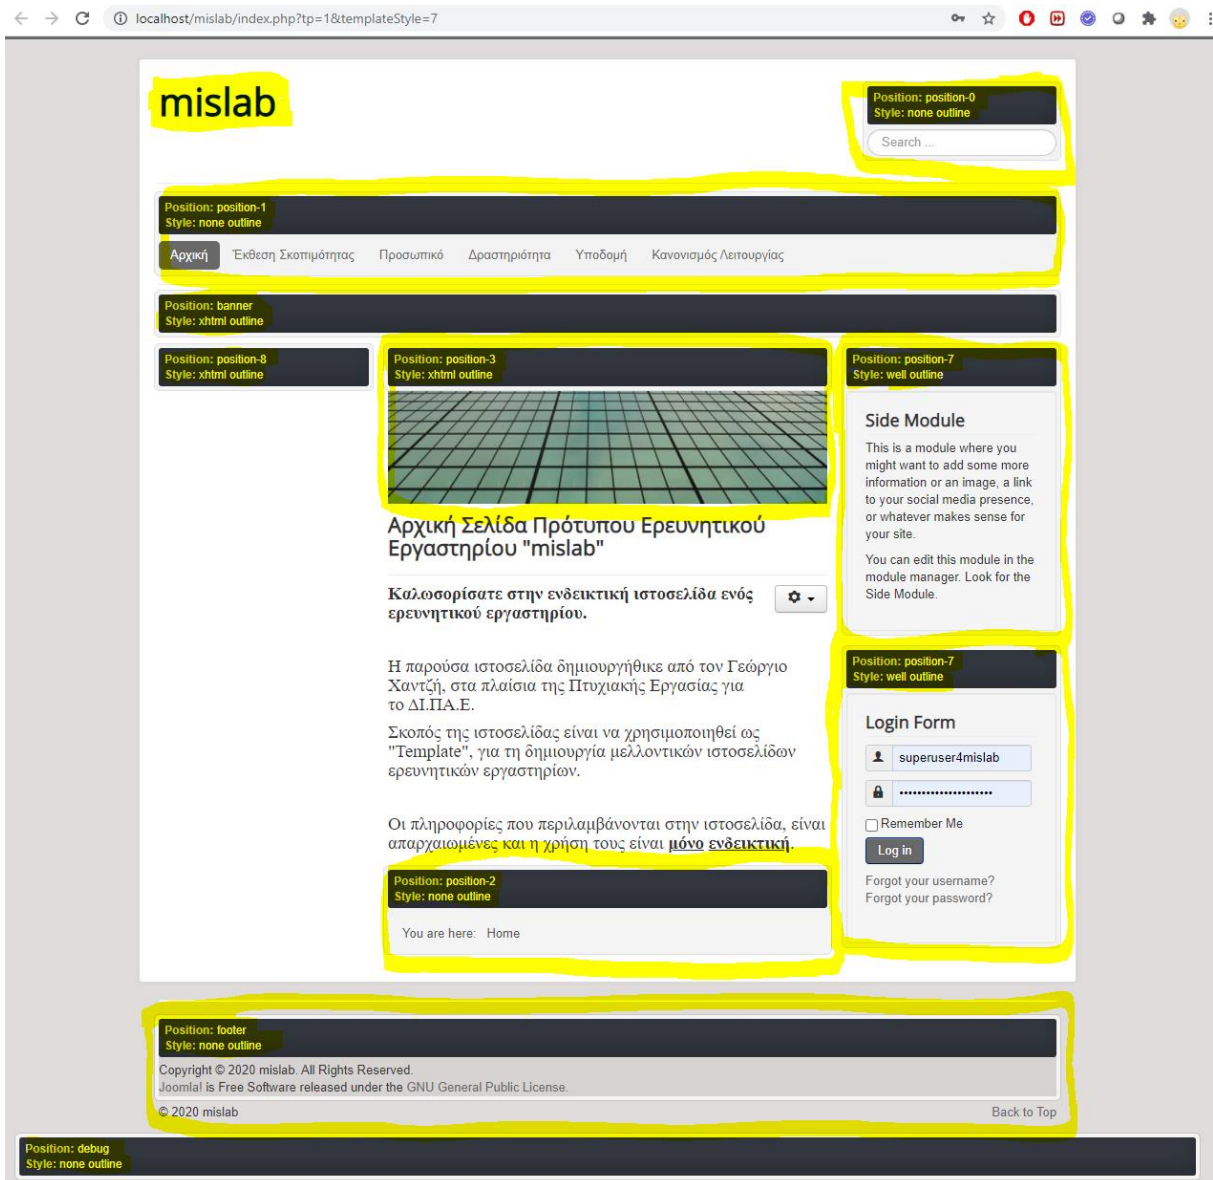 localhost/mislab/index.php?tp=1&templateStyle=7
mislab
Position: position-0
Style: none outline
Search ...
Position: position-1
Style: none outline
Αρχική Έκθεση Σκοπιμότητας Προσωπικό Δραστηριότητα Υποδομή Κανονισμός Λειτουργίας
Position: banner
Style: xhtml outline
Position: position-8
Style: xhtml outline
Position: position-3
Style: xhtml outline
Αρχική Σελίδα Πρότυπου Ερευνητικού
Εργαστηρίου "mislab"
Καλωσορίσατε στην ενδεικτική ιστοσελίδα ενός
ερευνητικού εργαστηρίου.
Η παρούσα ιστοσελίδα δημιουργήθηκε από τον Γεώργιο
Χαντζή, στα πλαίσια της Πτυχιακής Εργασίας για
το ΔΙ.ΠΑ.Ε.
Σκοπός της ιστοσελίδας είναι να χρησιμοποιηθεί ως
"Template", για τη δημιουργία μελλοντικών ιστοσελίδων
ερευνητικών εργαστηρίων.
Οι πληροφορίες που περιλαμβάνονται στην ιστοσελίδα, είναι
απαρχαιωμένες και η χρήση τους είναι μόνο ενδεικτική.
Position: position-2
Style: none outline
You are here: Home
Position: position-7
Style: well outline
Side Module
This is a module where you
might want to add some more
information or an image, a link
to your social media presence,
or whatever makes sense for
your site.
You can edit this module in the
module manager. Look for the
Side Module.
Position: position-7
Style: well outline
Login Form
superuser4mislab
Remember Me
Log in
Forgot your username?
Forgot your password?
Position: footer
Style: none outline
Copyright © 2020 mislab. All Rights Reserved.
Joomla! is Free Software released under the GNU General Public License.
© 2020 mislab Back to Top
Position: debug
Style: none outline